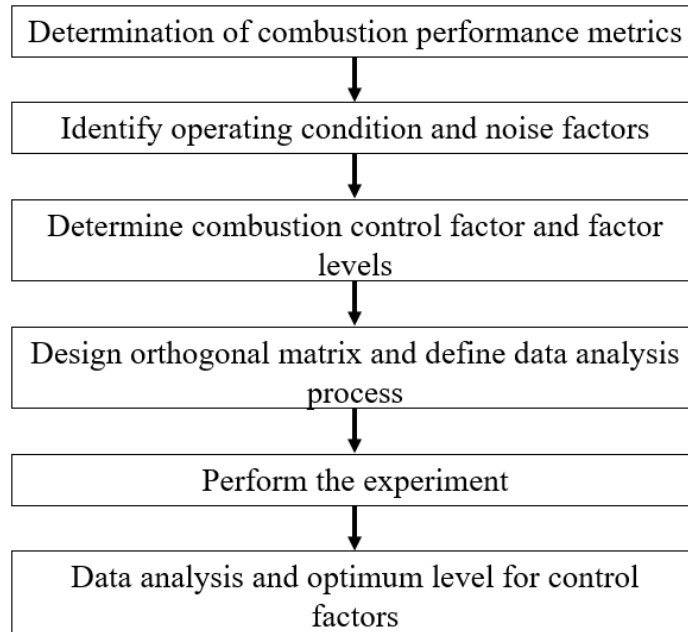 Determination of combustion performance metrics
Identify operating condition and noise factors
Determine combustion control factor and factor
levels
Design orthogonal matrix and define data analysis
process
Perform the experiment
Data analysis and optimum level for control
factors